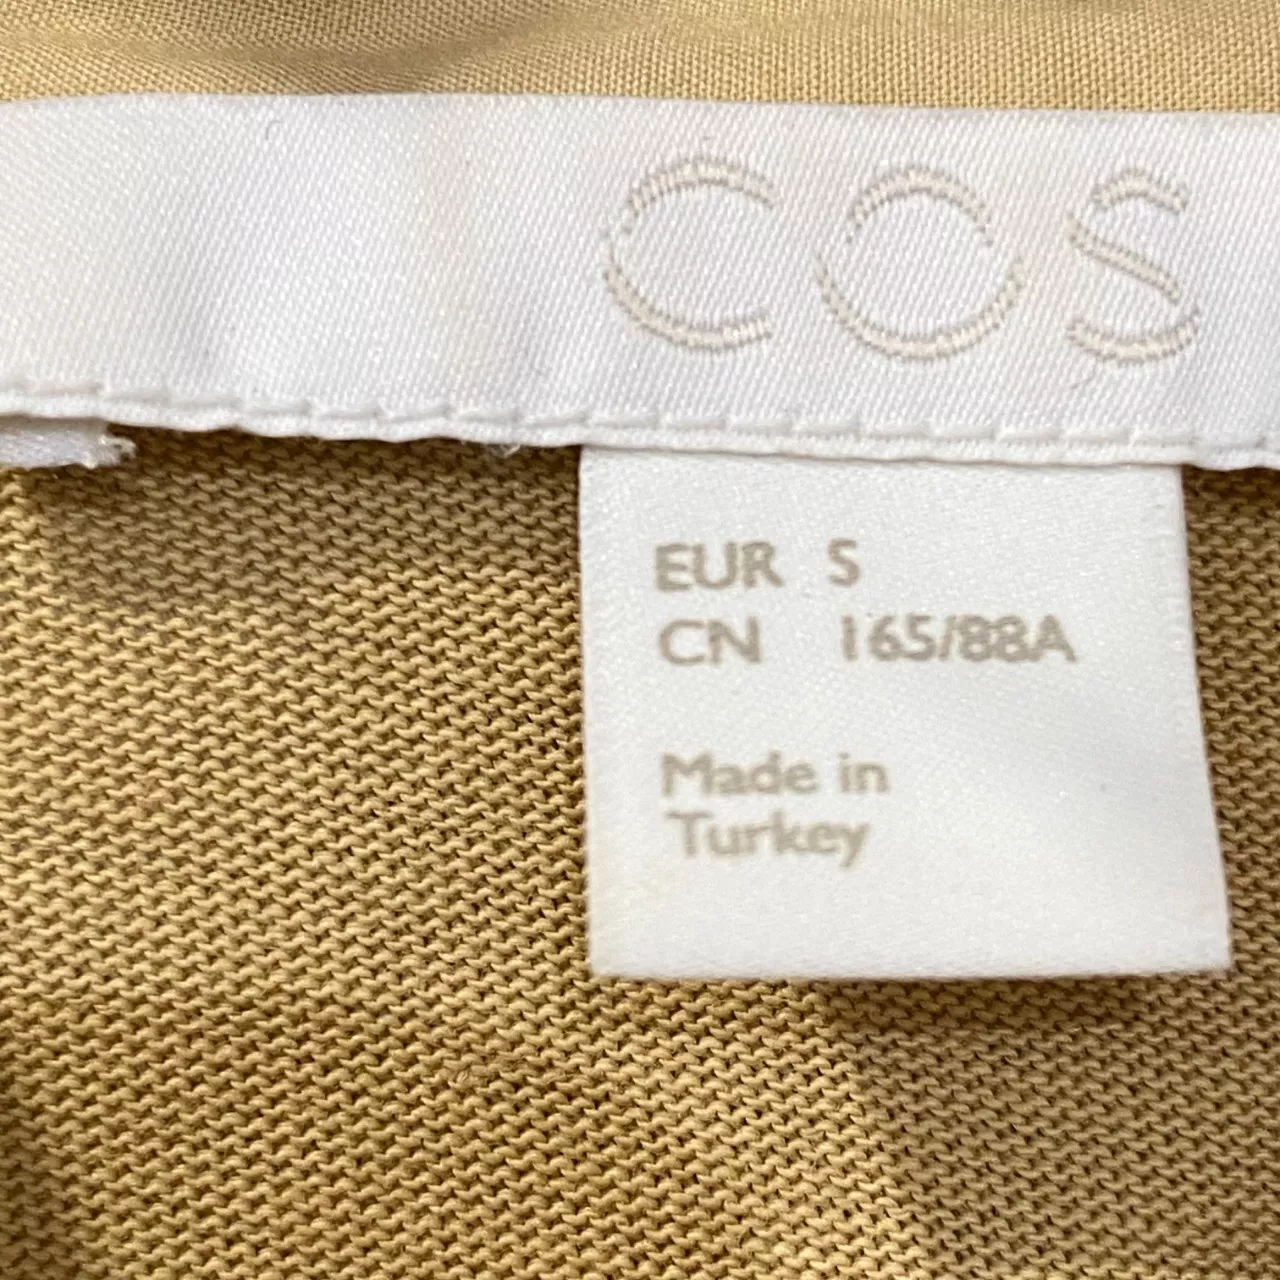 COS
EUR S
CN 165/88A
Made in
Turkey